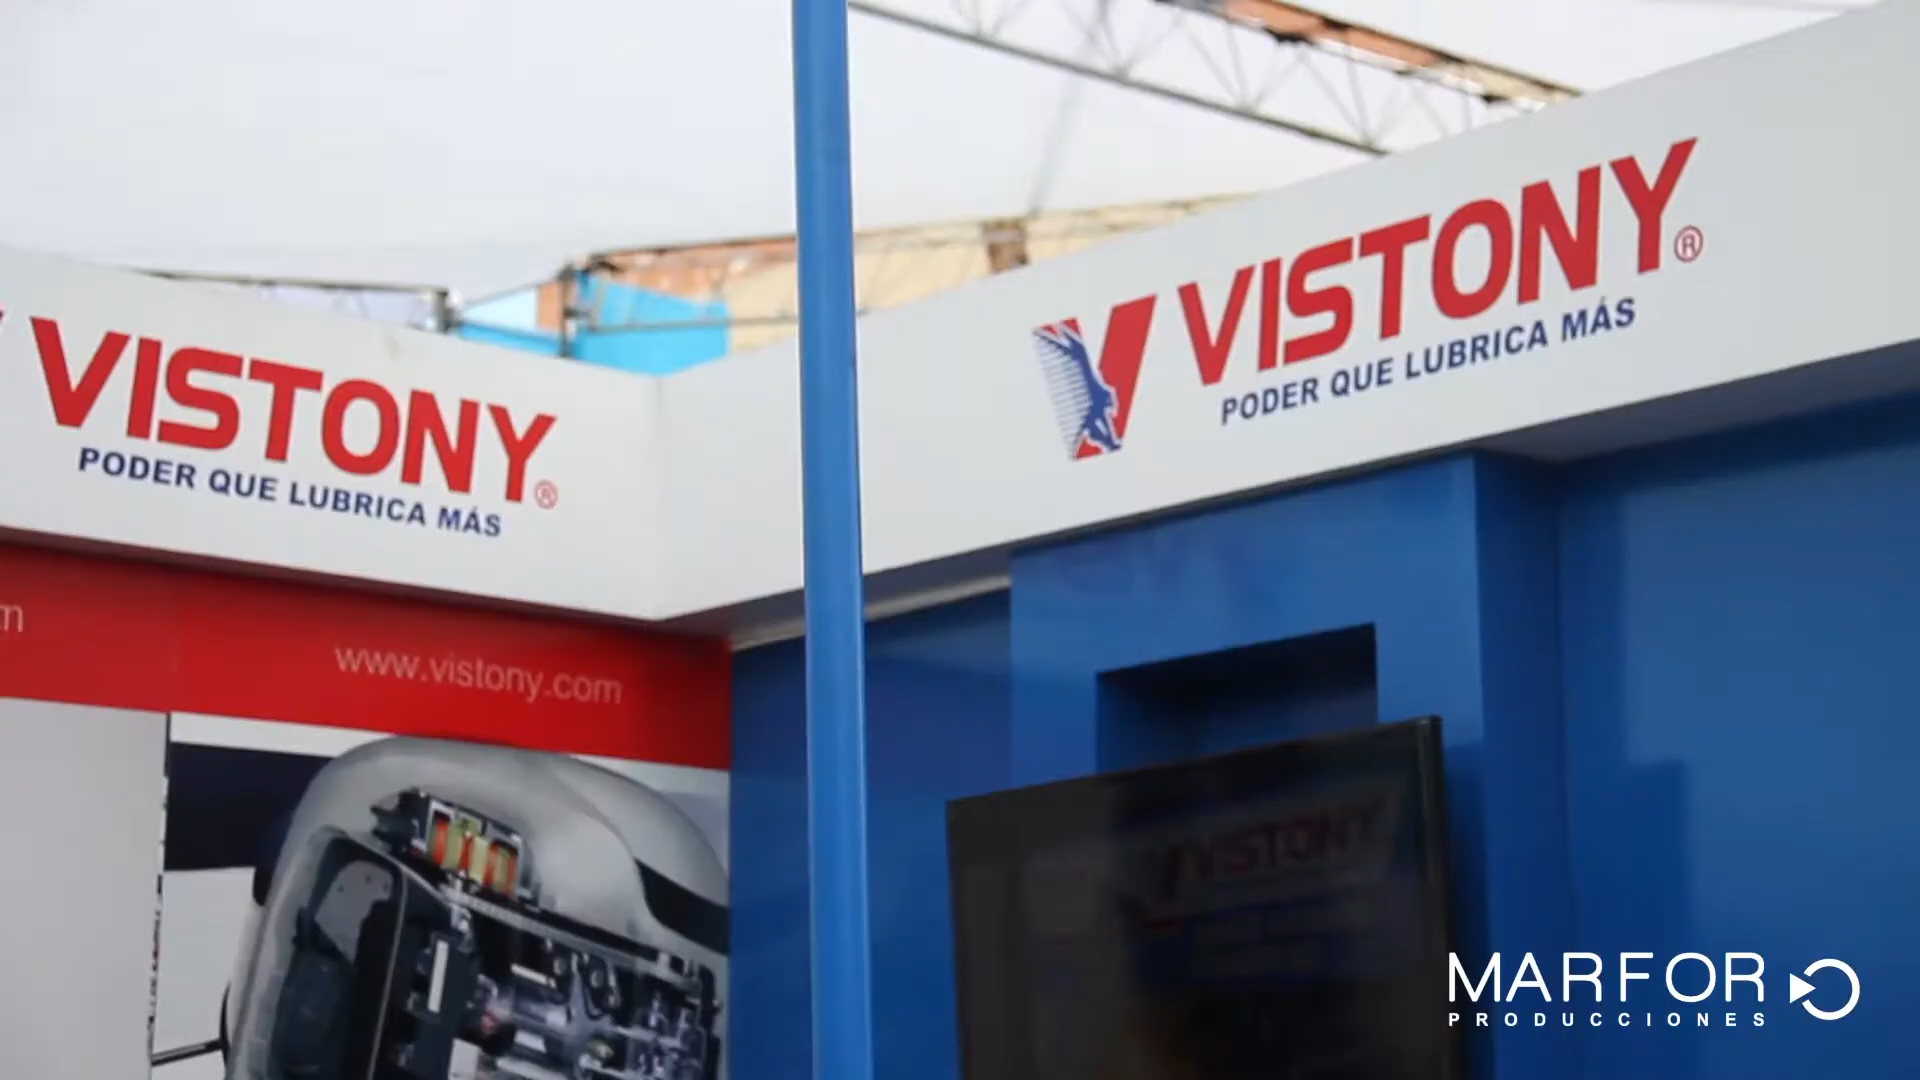 VISTONY®
PODER QUE LUBRICA MÁS
VISTONY®
PODER QUE LUBRICA MÁS
m
www.vistony.com
VISTONY
MARFOR
PRODUCCIONES